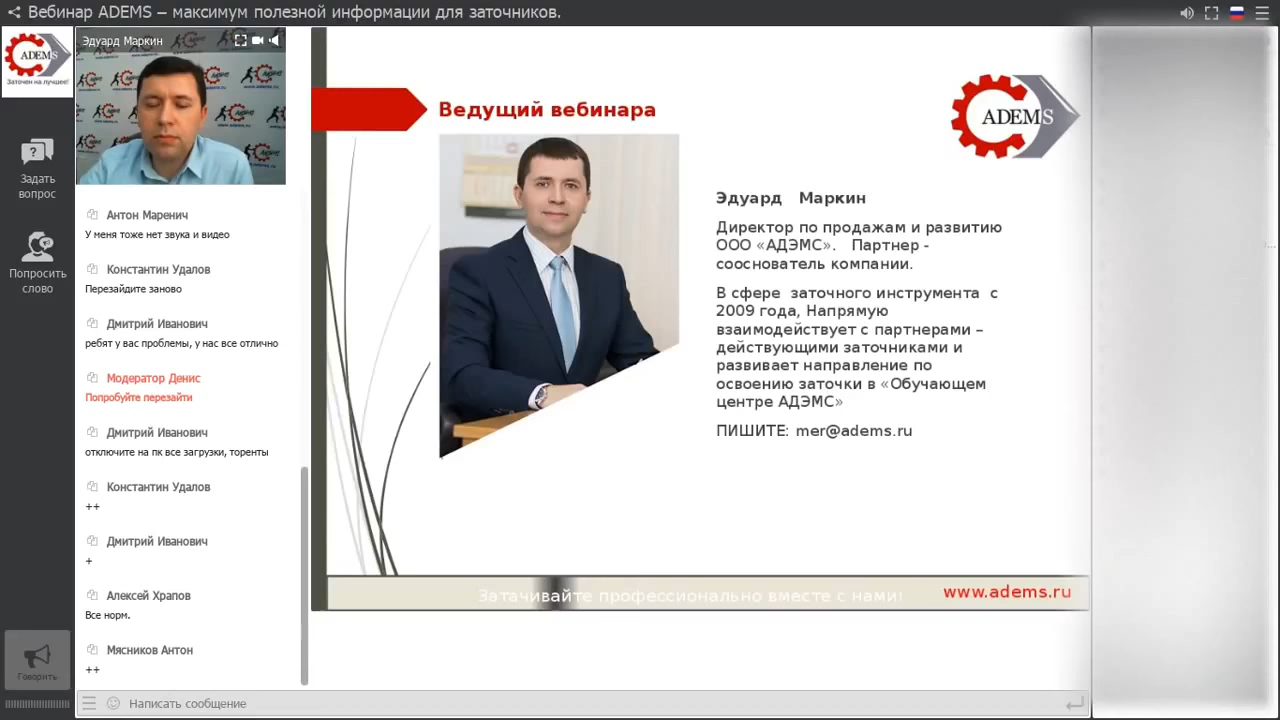 Вебинар ADEMS – максимум полезной информации для заточников.
ADEMS
Заточен на лучшее!
Задать
вопрос
Попросить
слово
Говорить
Эдуард Маркин
Антон Маренич
У меня тоже нет звука и видео
Константин Удалов
Перезайдите заново
Дмитрий Иванович
ребят у вас проблемы, у нас все отлично
Модератор Денис
Попробуйте перезайти
Дмитрий Иванович
отключите на пк все загрузки, торенты
Константин Удалов
++
Дмитрий Иванович
+
Алексей Храпов
Все норм.
Мясников Антон
++
Написать сообщение
Ведущий вебинара
ADEMS
Эдуард Маркин
Директор по продажам и развитию
ООО «АДЭМС». Партнер -
сооснователь компании.
В сфере заточного инструмента с
2009 года, Напрямую
взаимодействует с партнерами –
действующими заточниками и
развивает направление по
освоению заточки в «Обучающем
центре АДЭМС»
ПИШИТЕ: mer@adems.ru
Затачивайте профессионально вместе с нами!
www.adems.ru